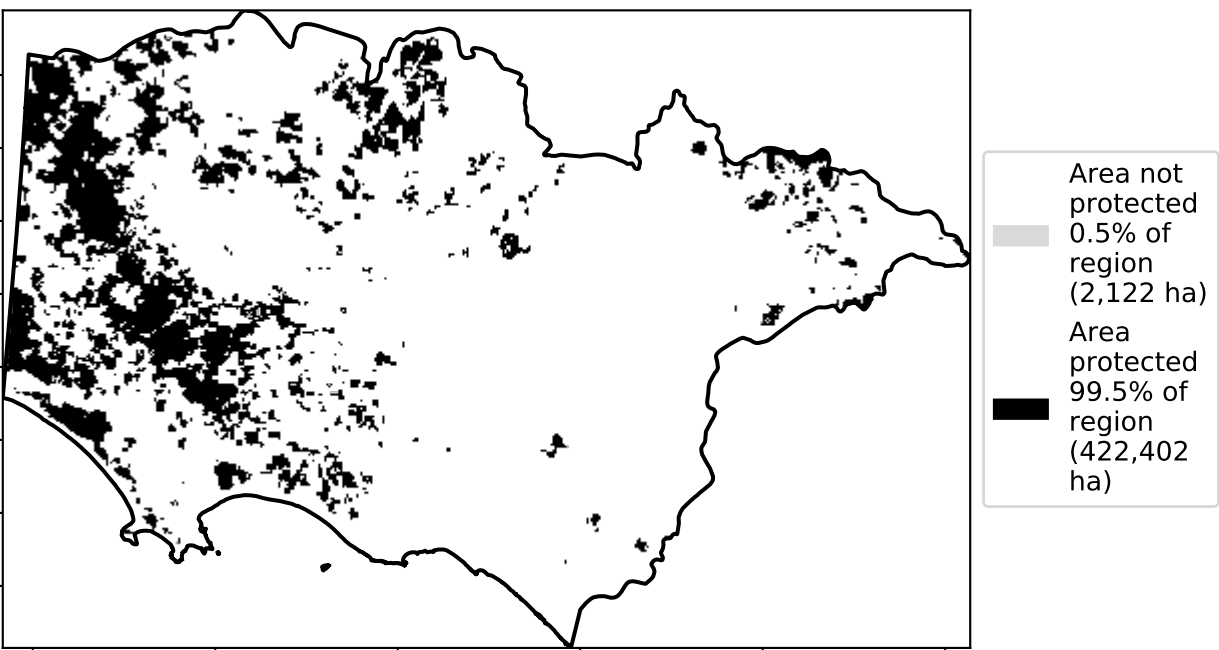 Area not
protected
0.5% of
region
(2,122 ha)
Area
protected
99.5% of
region
(422,402
ha)